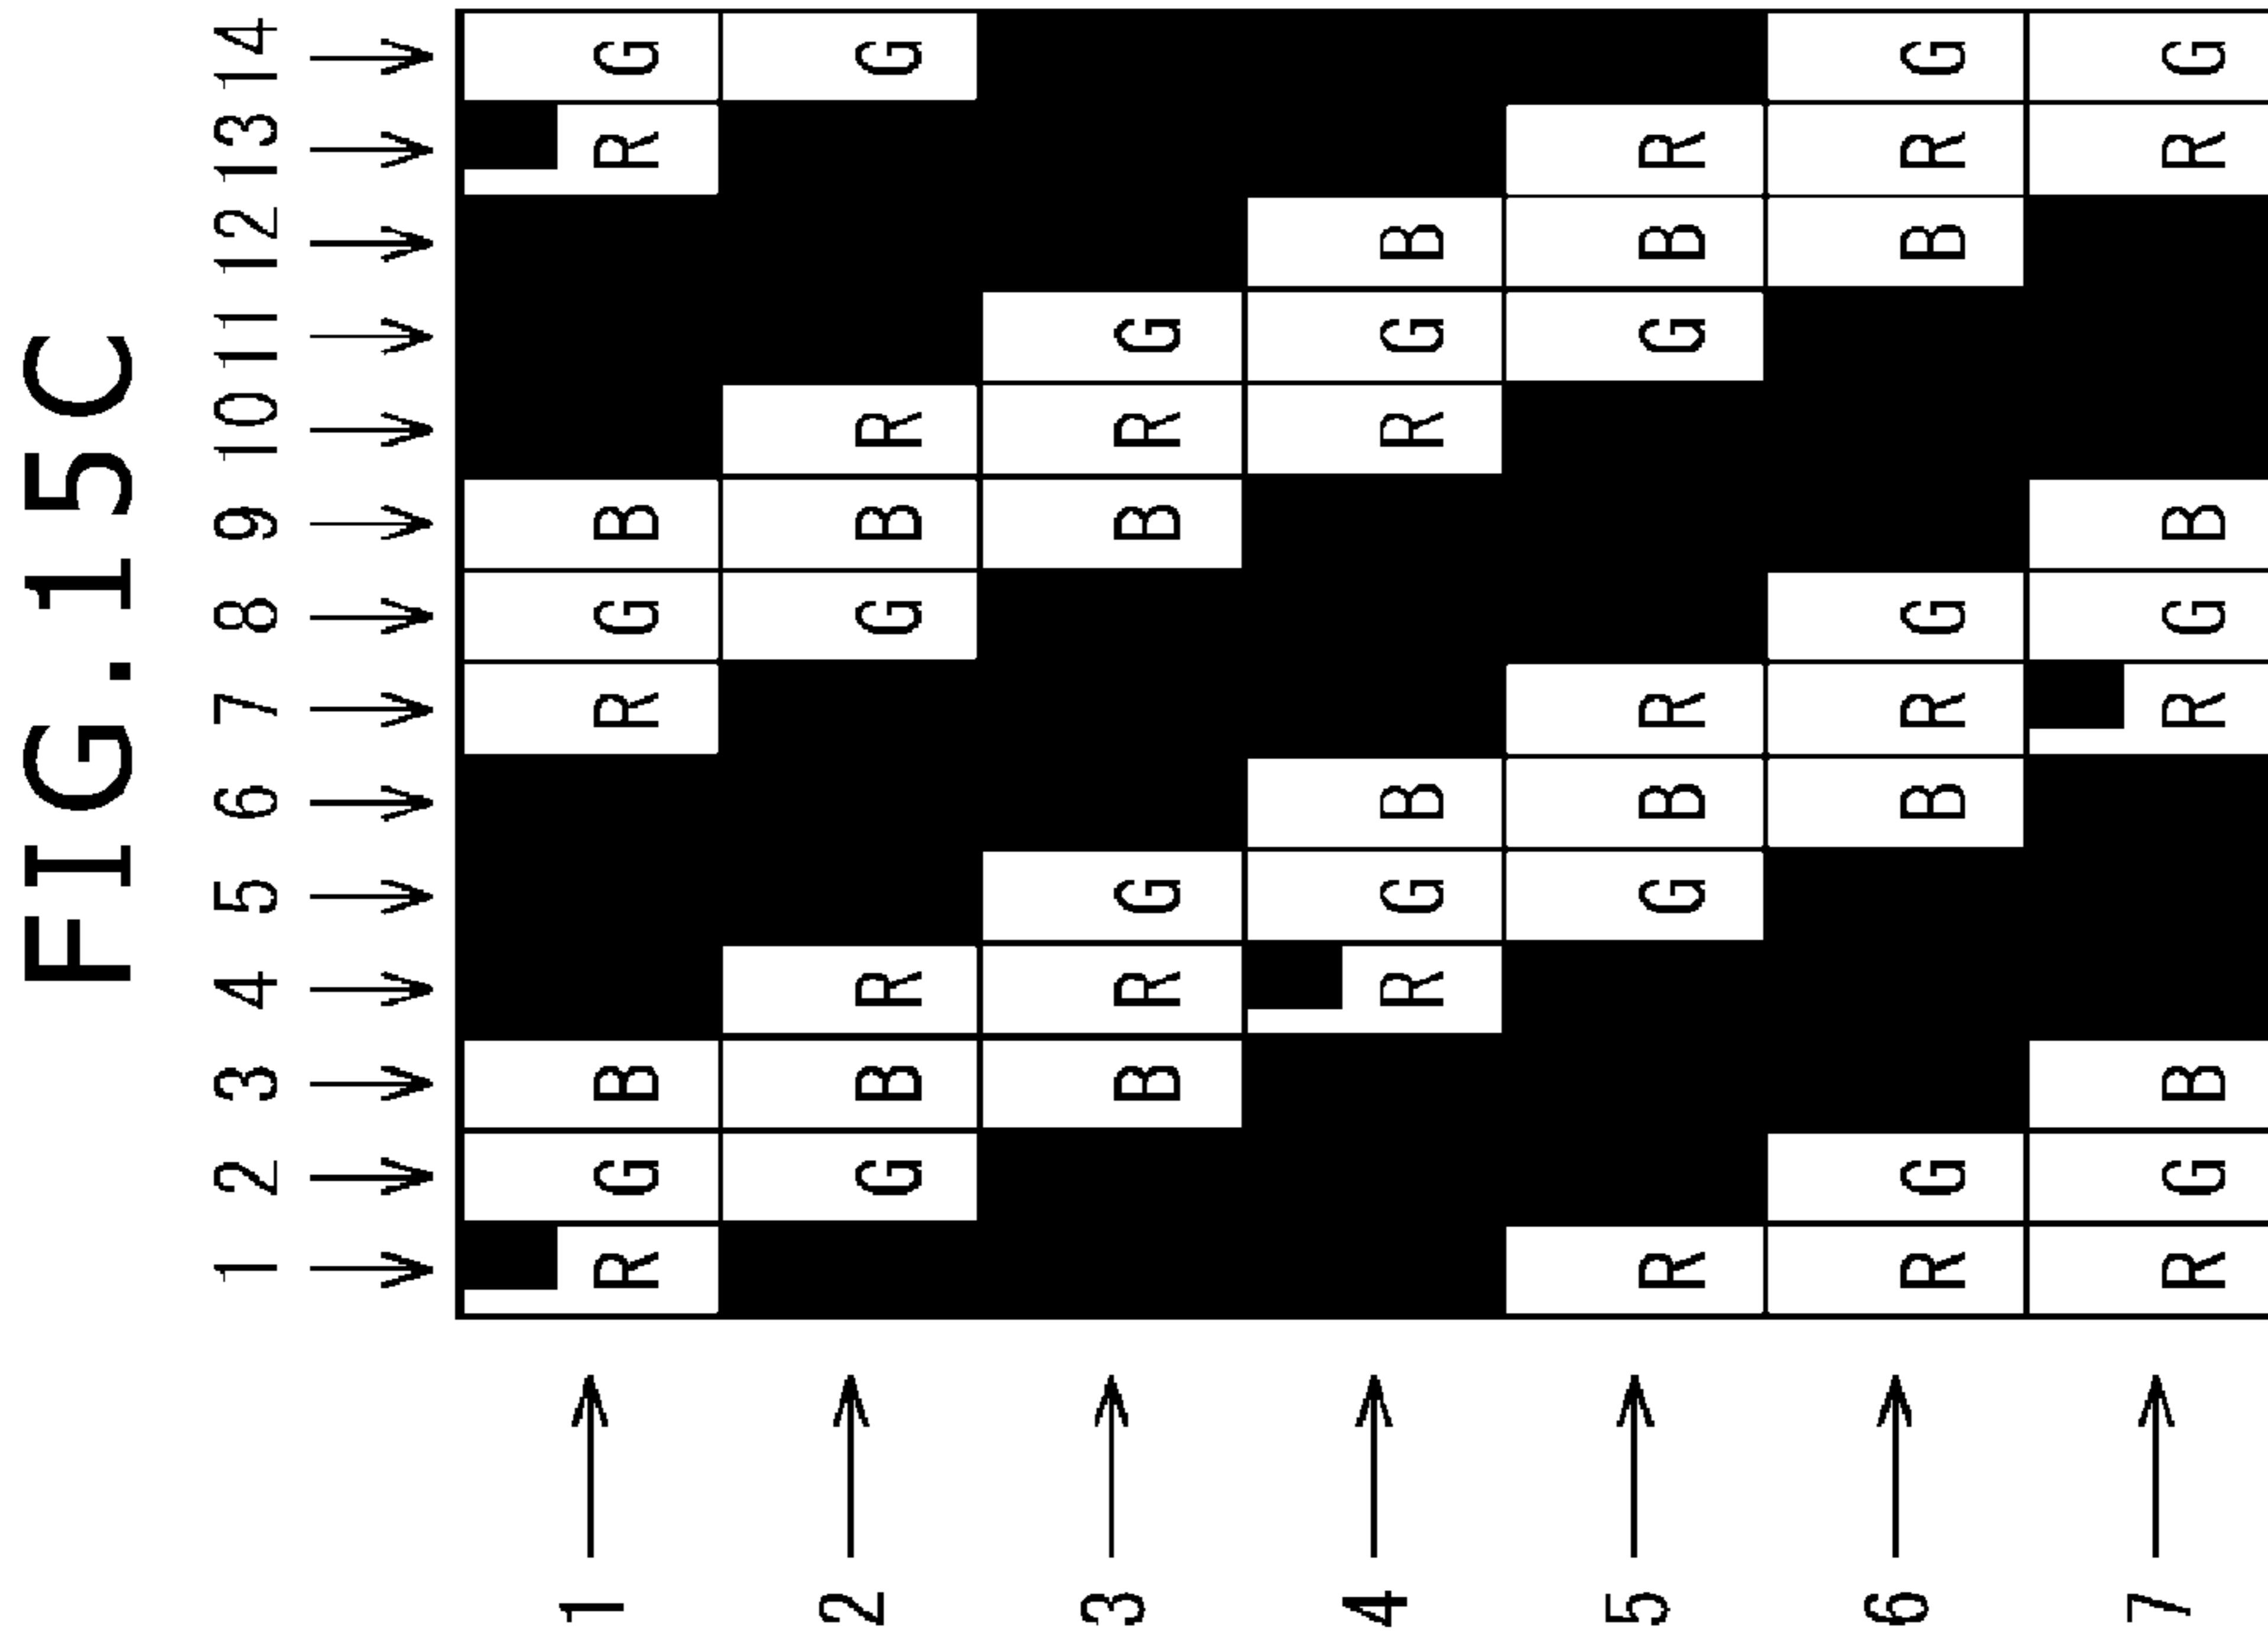 FIG.15C
1 2 3 4 5 6 7 8 9 10 11 12 13 14
1 R G B R G B R G
2 G B R G B R G
3 B R G B R G
4 R G B R G B
5 R G B R G B R
6 R G B R G B R G
7 R G B R G B R G